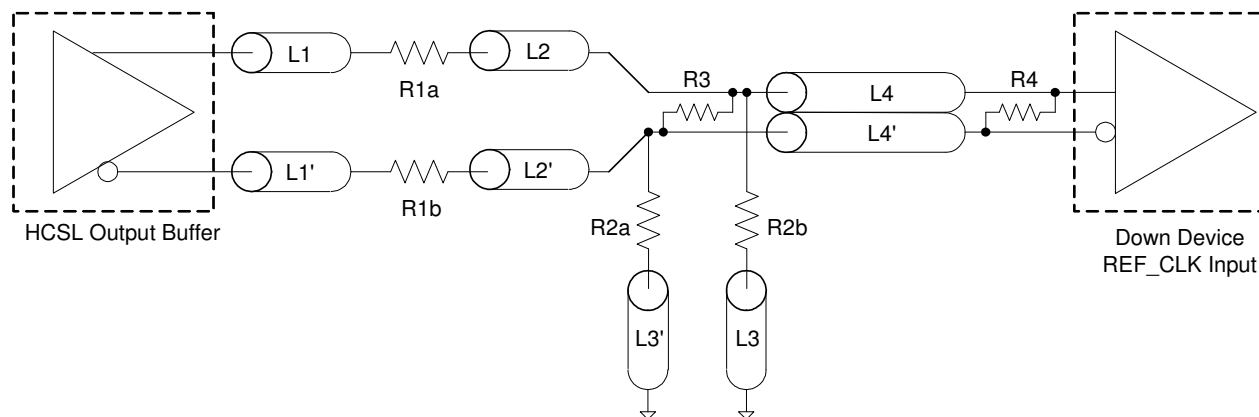 L1
R1a
L2
R3
L4
R4
L4'
L1'
R1b
L2'
HCSL Output Buffer
R2a
R2b
Down Device
REF_CLK Input
L3'
L3